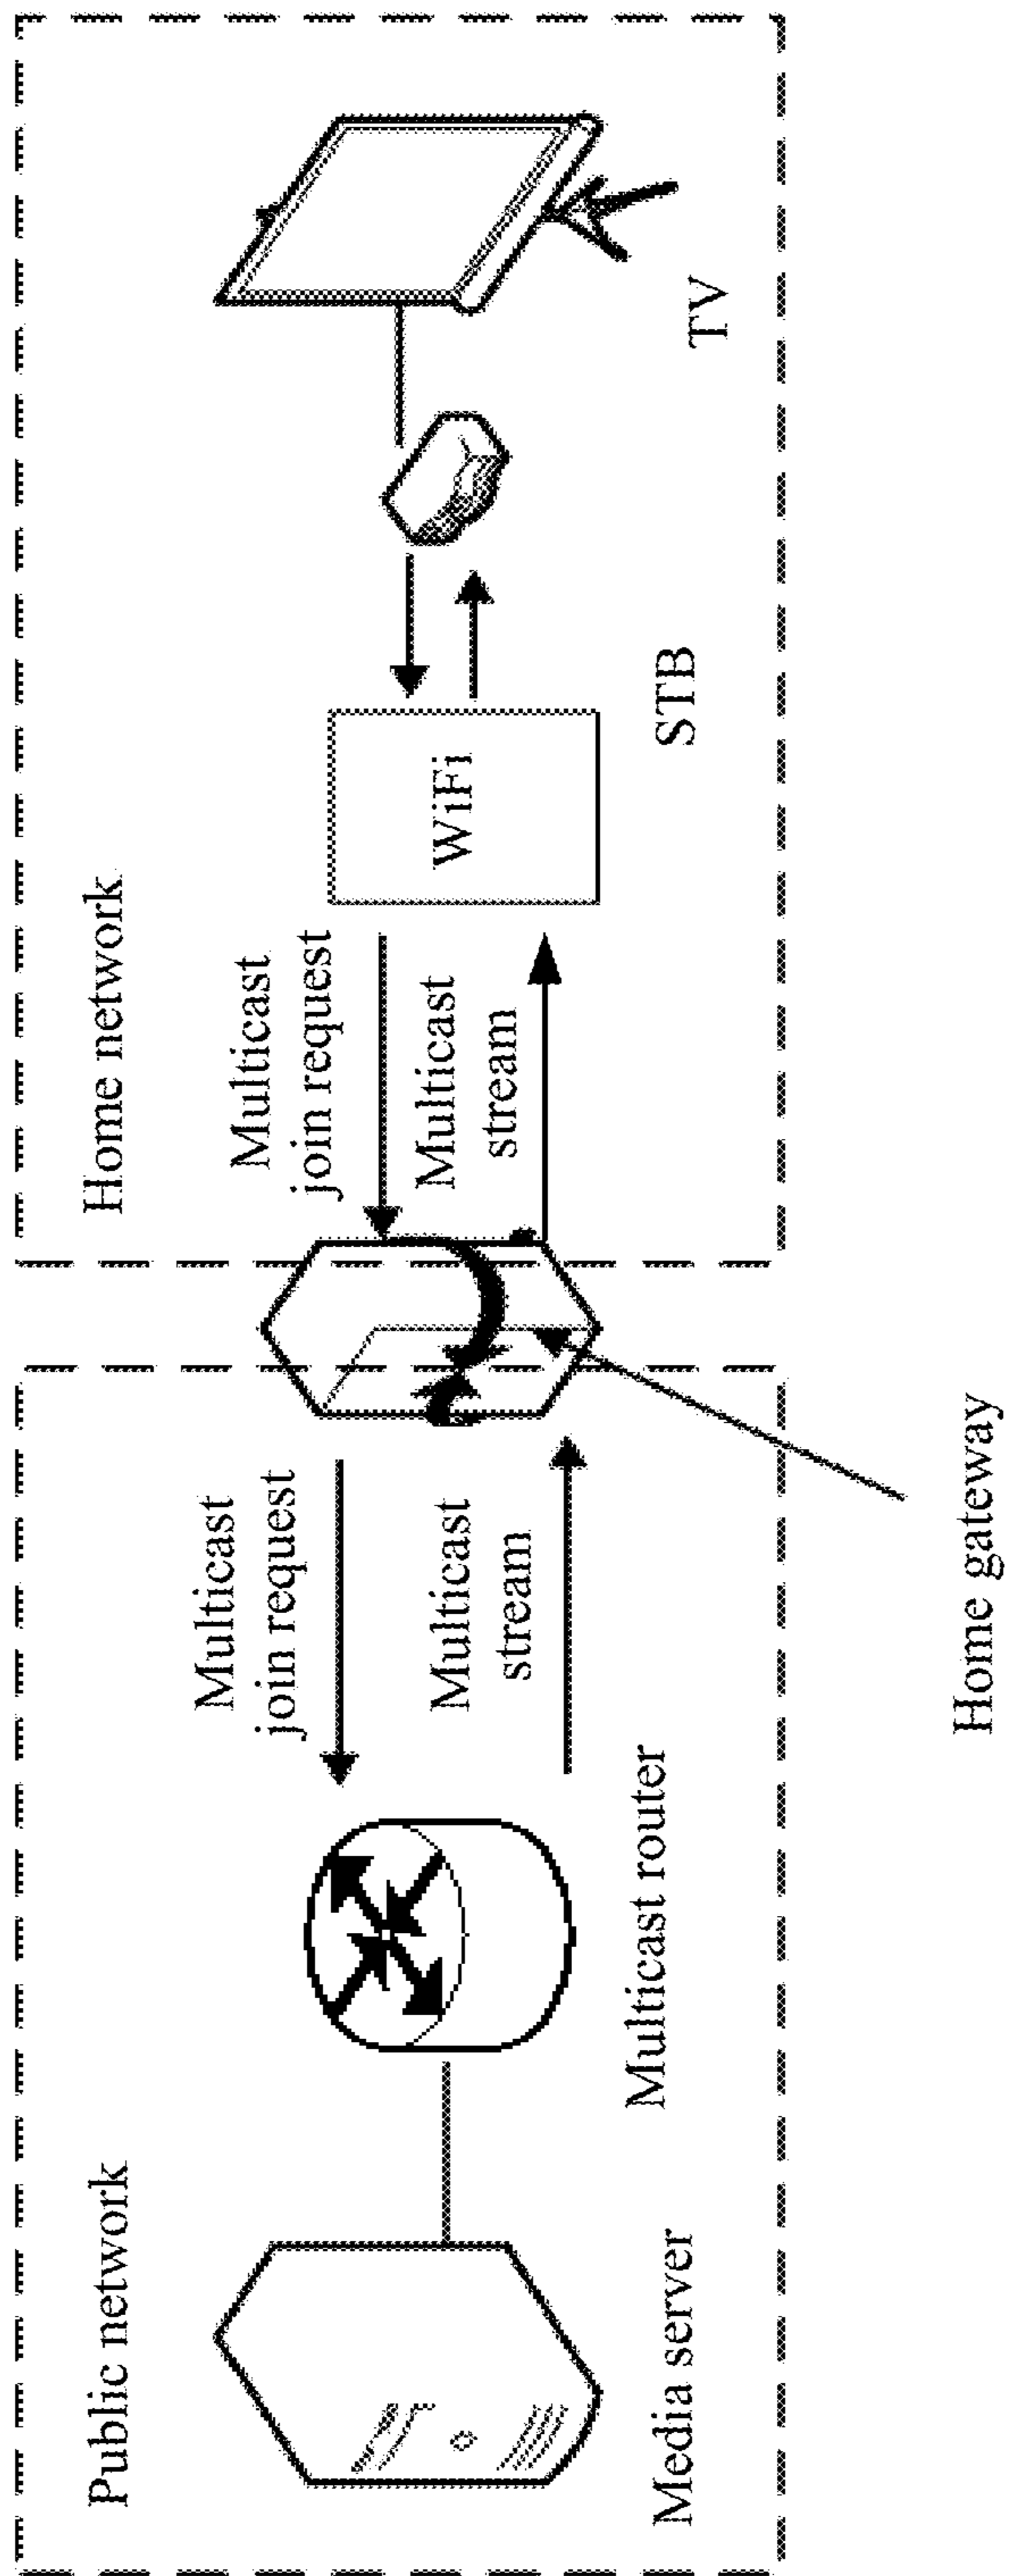 Public network
Home network
Multicast
join request
Multicast
join request
Multicast
stream
Multicast
stream
WiFi
Media server
Multicast router
STB
TV
Home gateway